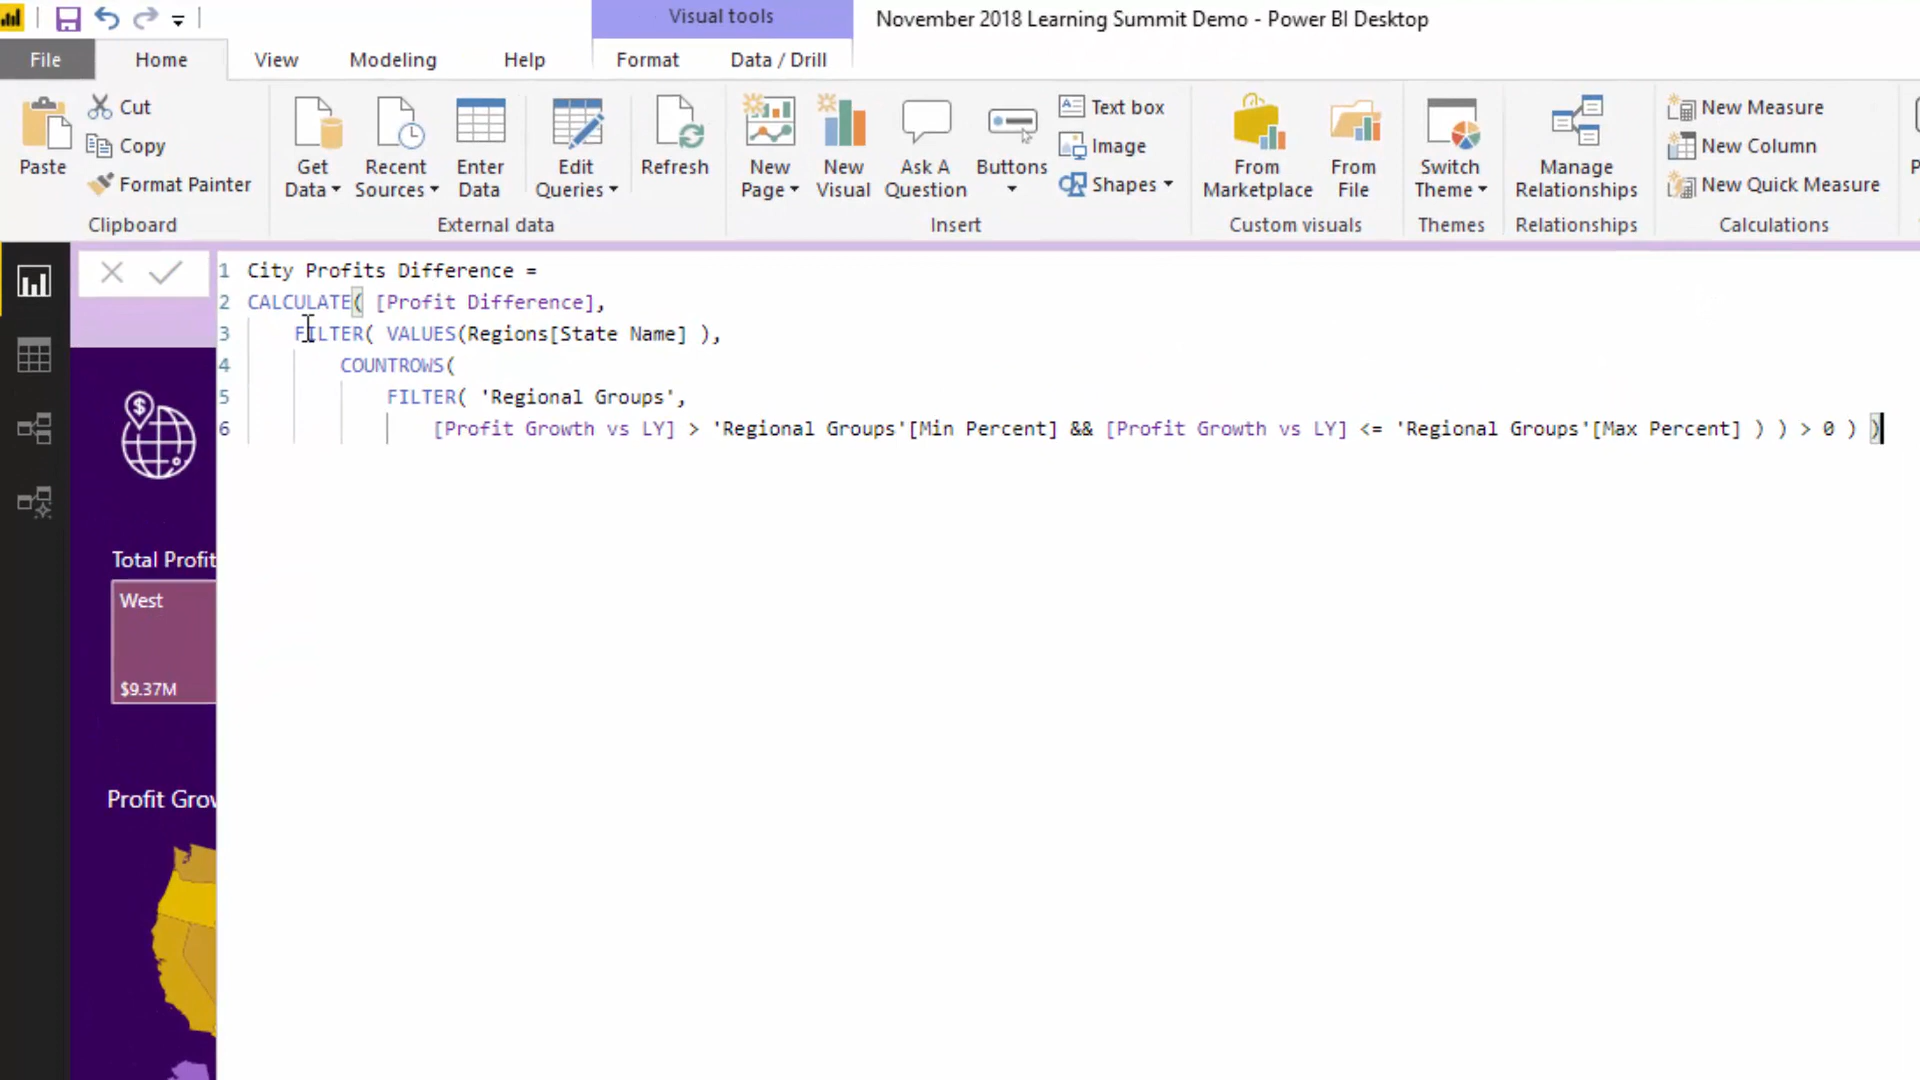 Visual tools
November 2018 Learning Summit Demo - Power BI Desktop
File Home View Modeling Help Format Data / Drill
Paste
Cut
Copy
Format Painter
Clipboard
Get Data
Recent Sources
Enter Data
Edit Queries
Refresh
External data
New Page
New Visual
Ask A Question
Buttons
Text box
Image
Shapes
Insert
From Marketplace
From File
Custom visuals
Switch Theme
Themes
Manage Relationships
Relationships
New Measure
New Column
New Quick Measure
Calculations
1 City Profits Difference =
2 CALCULATE( [Profit Difference],
3 FILTER( VALUES(Regions[State Name] ),
4 COUNTROWS(
5 FILTER( 'Regional Groups',
6 [Profit Growth vs LY] > 'Regional Groups'[Min Percent] && [Profit Growth vs LY] <= 'Regional Groups'[Max Percent] ) ) > 0 ) )
Total Profit
West
$9.37M
Profit Grow